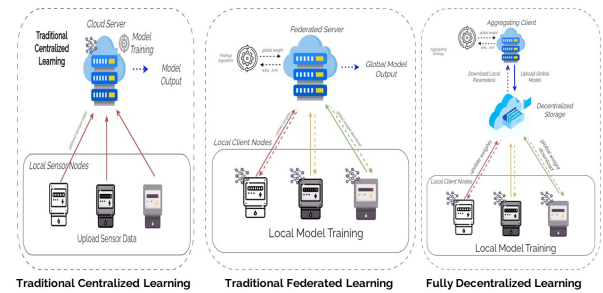 Cloud Server
Traditional
Centralized
Learning
Model
Training
Model
Output
Local Sensor Nodes
Upload Sensor Data
Traditional Centralized Learning
Federated Server
global weight
Global Model
Output
Local Client Nodes
Local Model Training
Traditional Federated Learning
Aggregating Client
global weight
Download Local
Parameters
Upload Global
Model
Decentralized
Storage
update weights
global weight
download
Local Client Nodes
Local Model Training
Fully Decentralized Learning